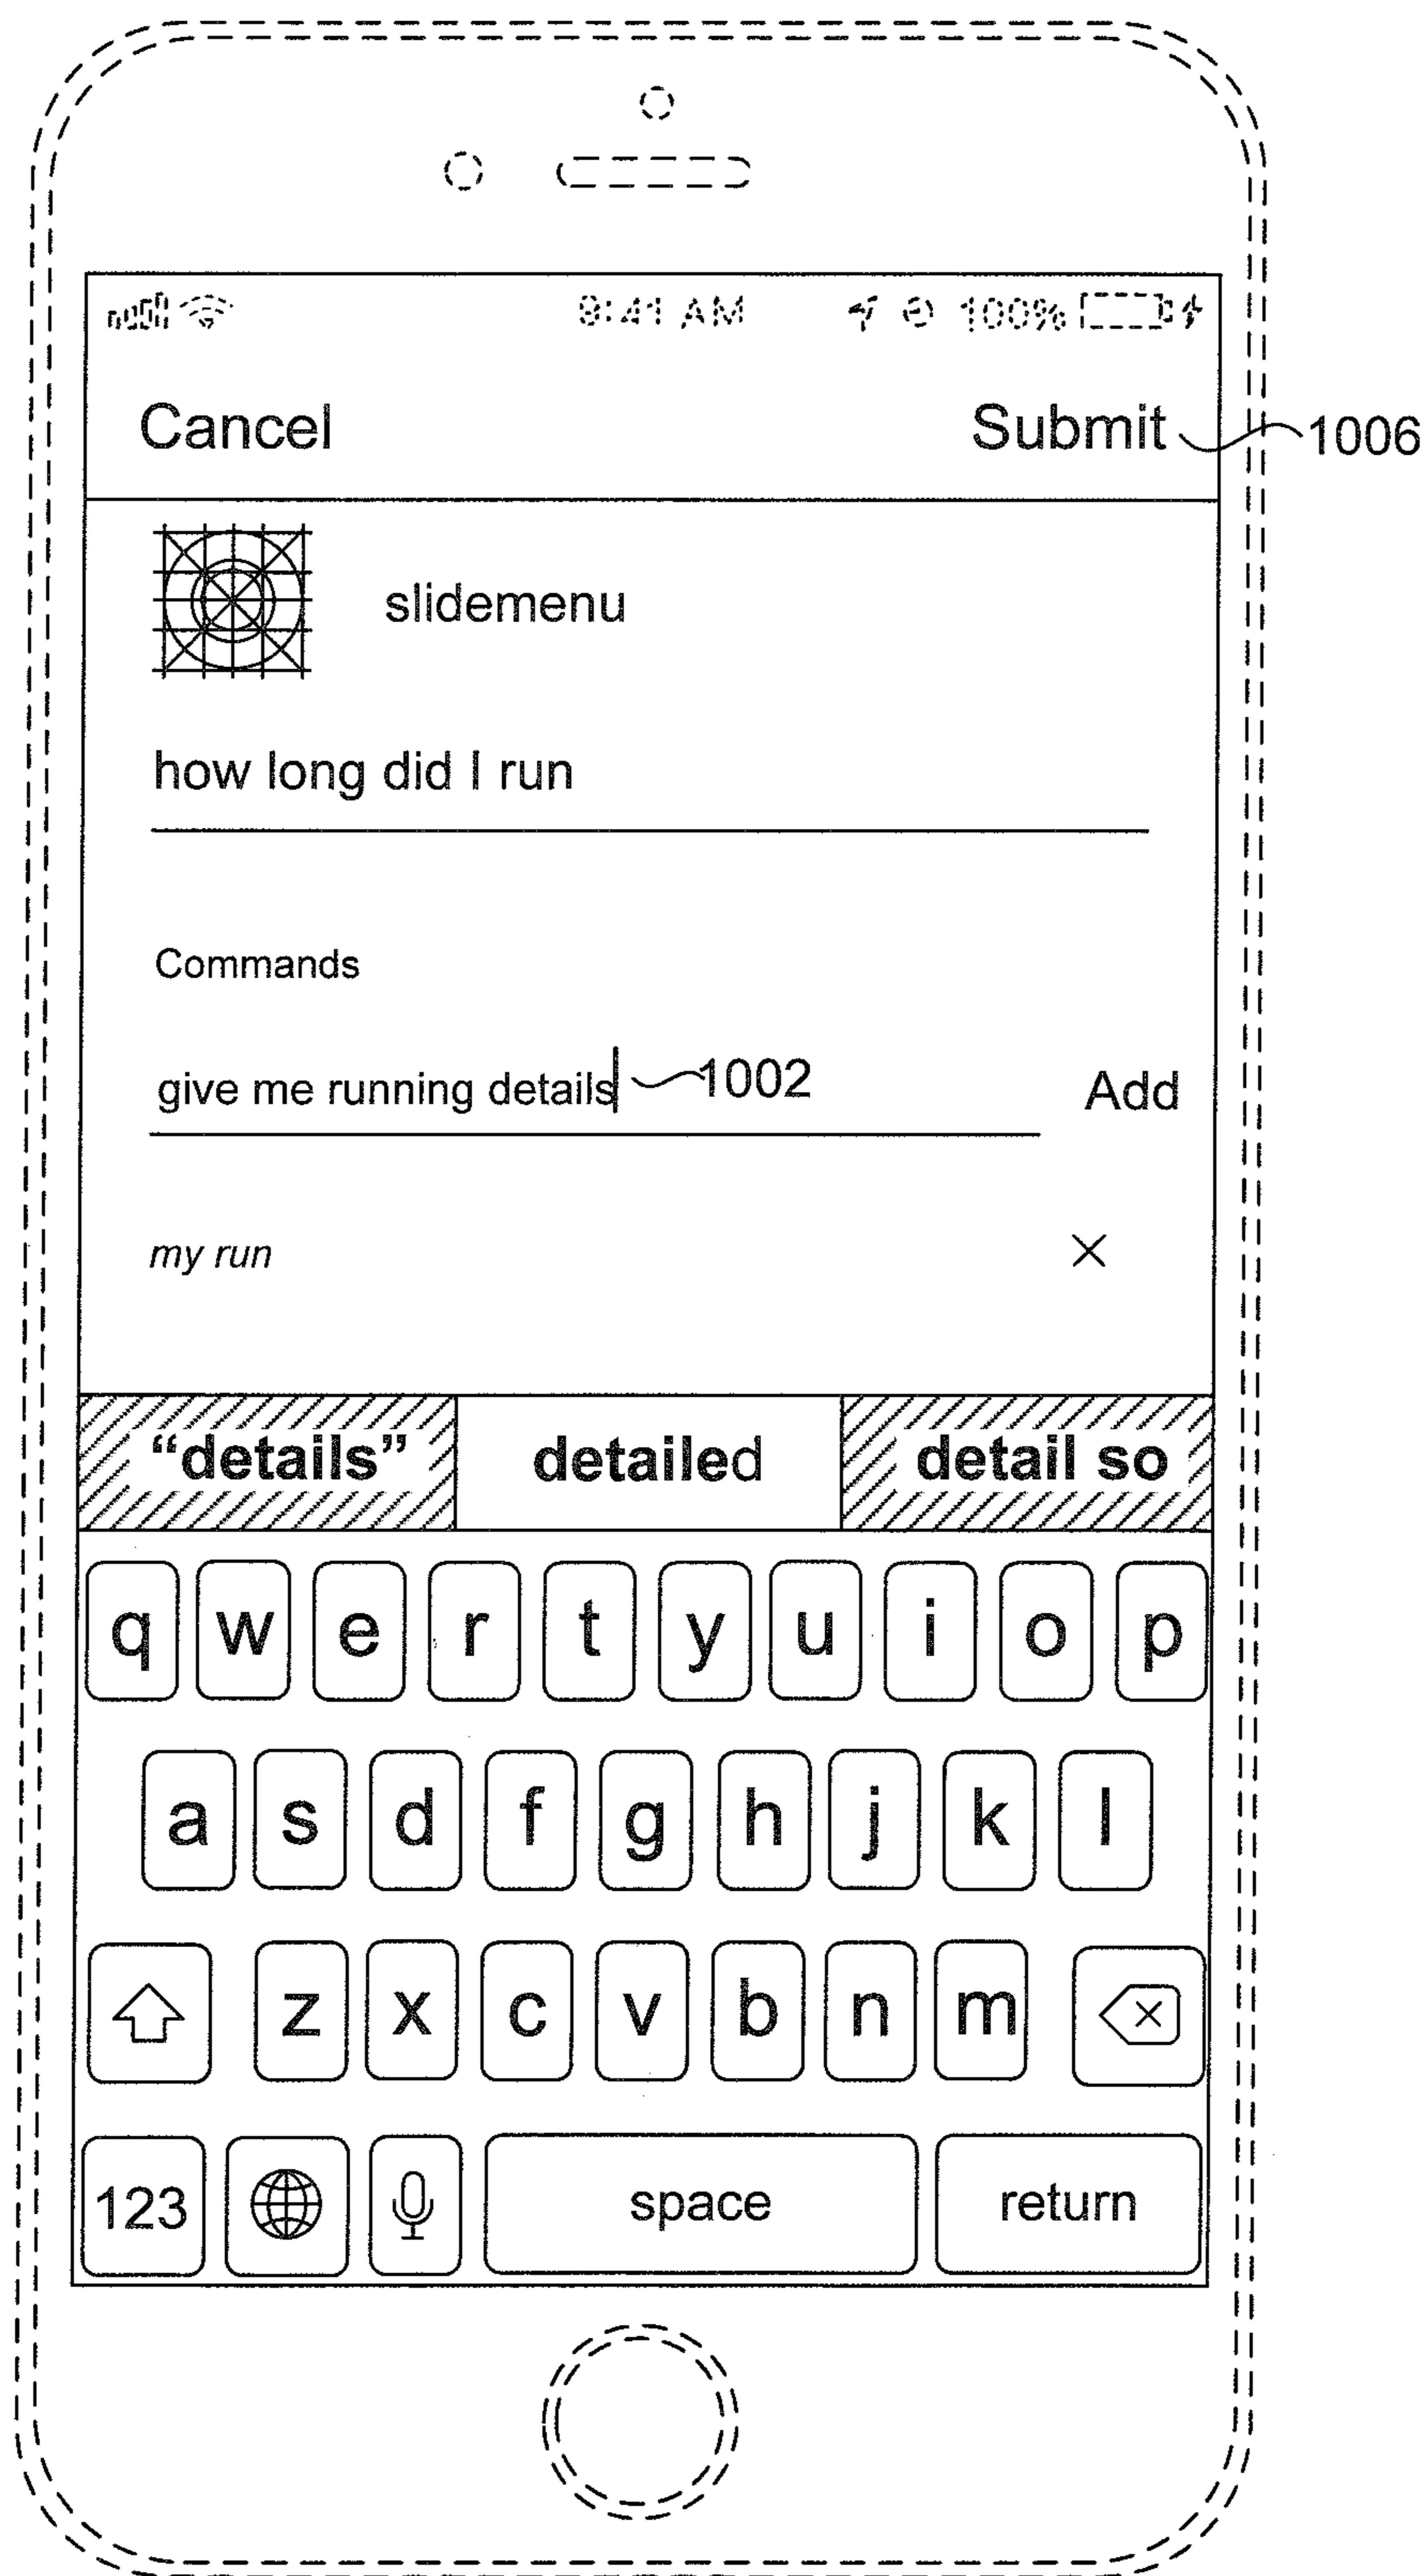 9:41 AM 100%
Cancel Submit 1006
slidemenu
how long did I run
Commands
give me running details 1002 Add
my run
“details” detailed detail so
q w e r t y u i o p
a s d f g h j k l
z x c v b n m
123 space return